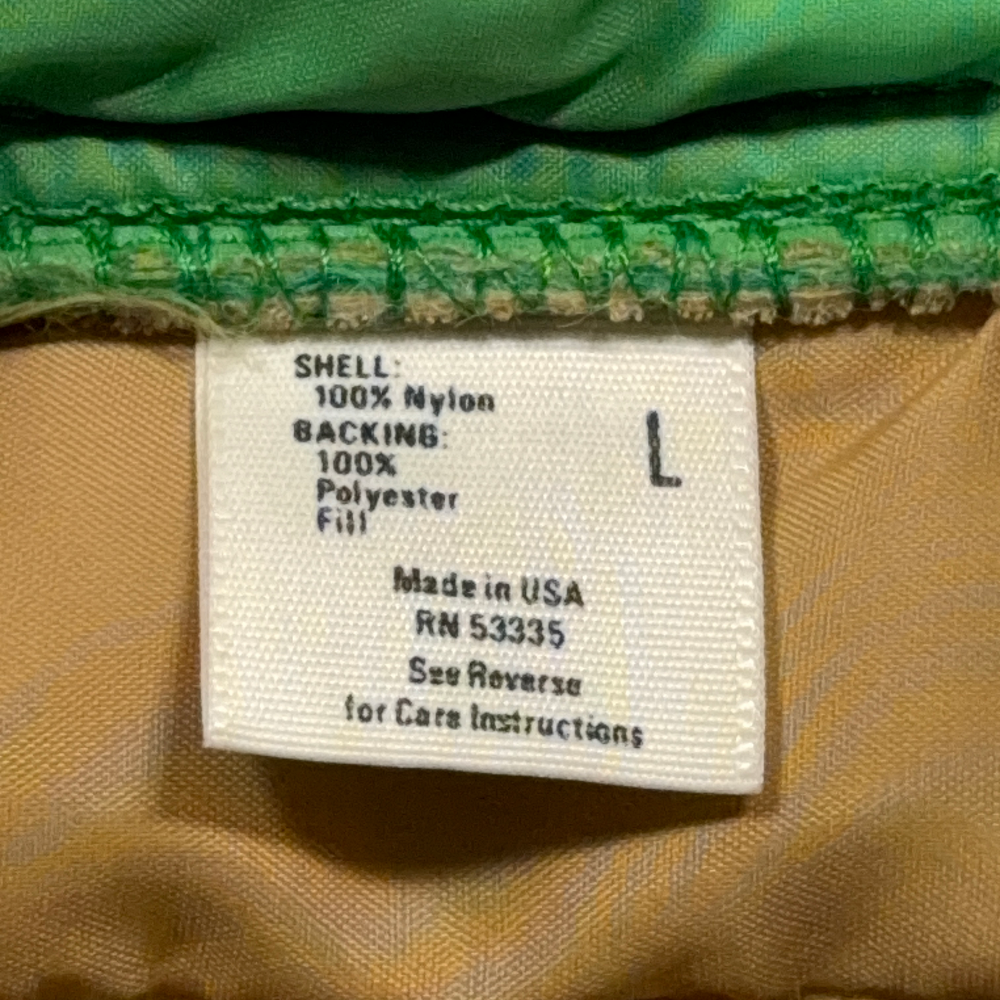 SHELL:
100% Nylon
BACKING:
100%
Polyester
Fill
L
Made in USA
RN 53335
See Reverse
for Care Instructions